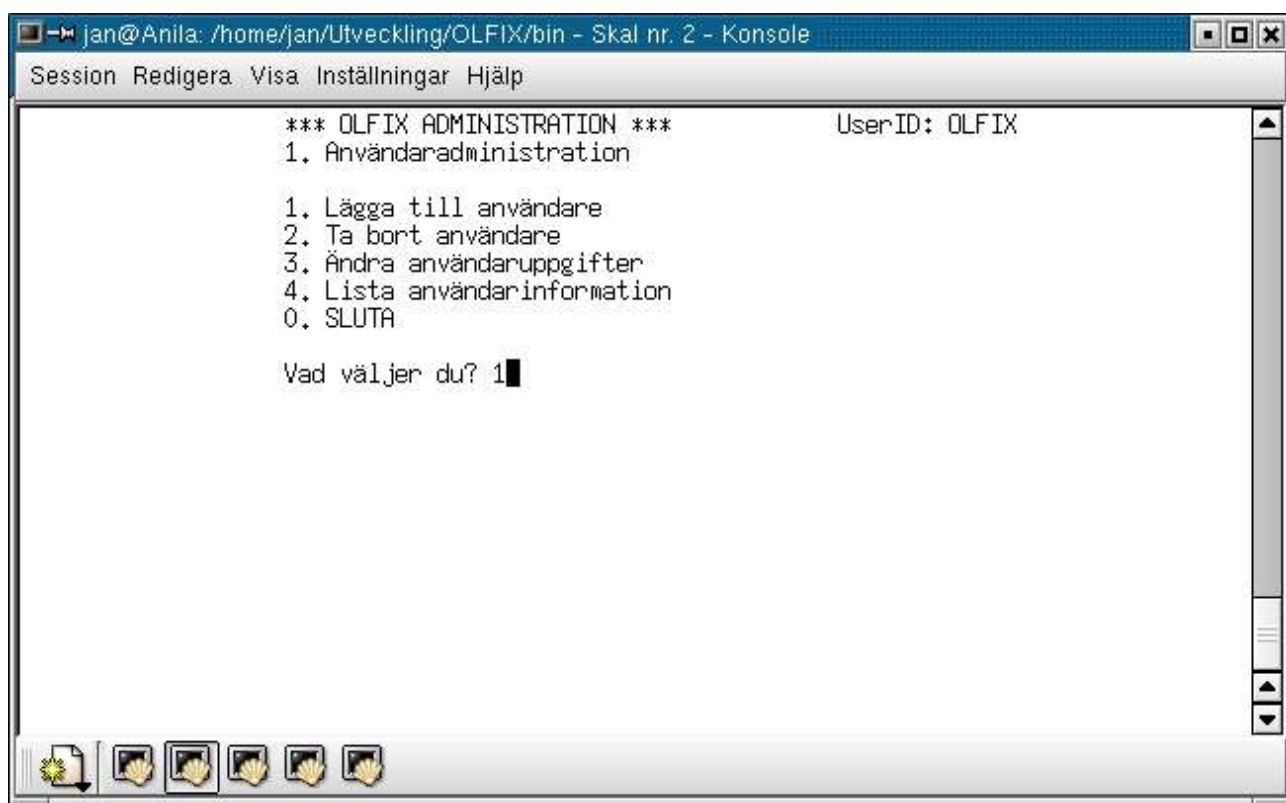 jan@Anila: /home/jan/Utveckling/OLFIX/bin - Skal nr. 2 - Konsole
Session Redigera Visa Inställningar Hjälp
*** OLFIX ADMINISTRATION *** UserID: OLFIX
1. Användaradministration
1. Lägga till användare
2. Ta bort användare
3. Ändra användaruppgifter
4. Lista användarinformation
0. SLUTA
Vad väljer du? 1